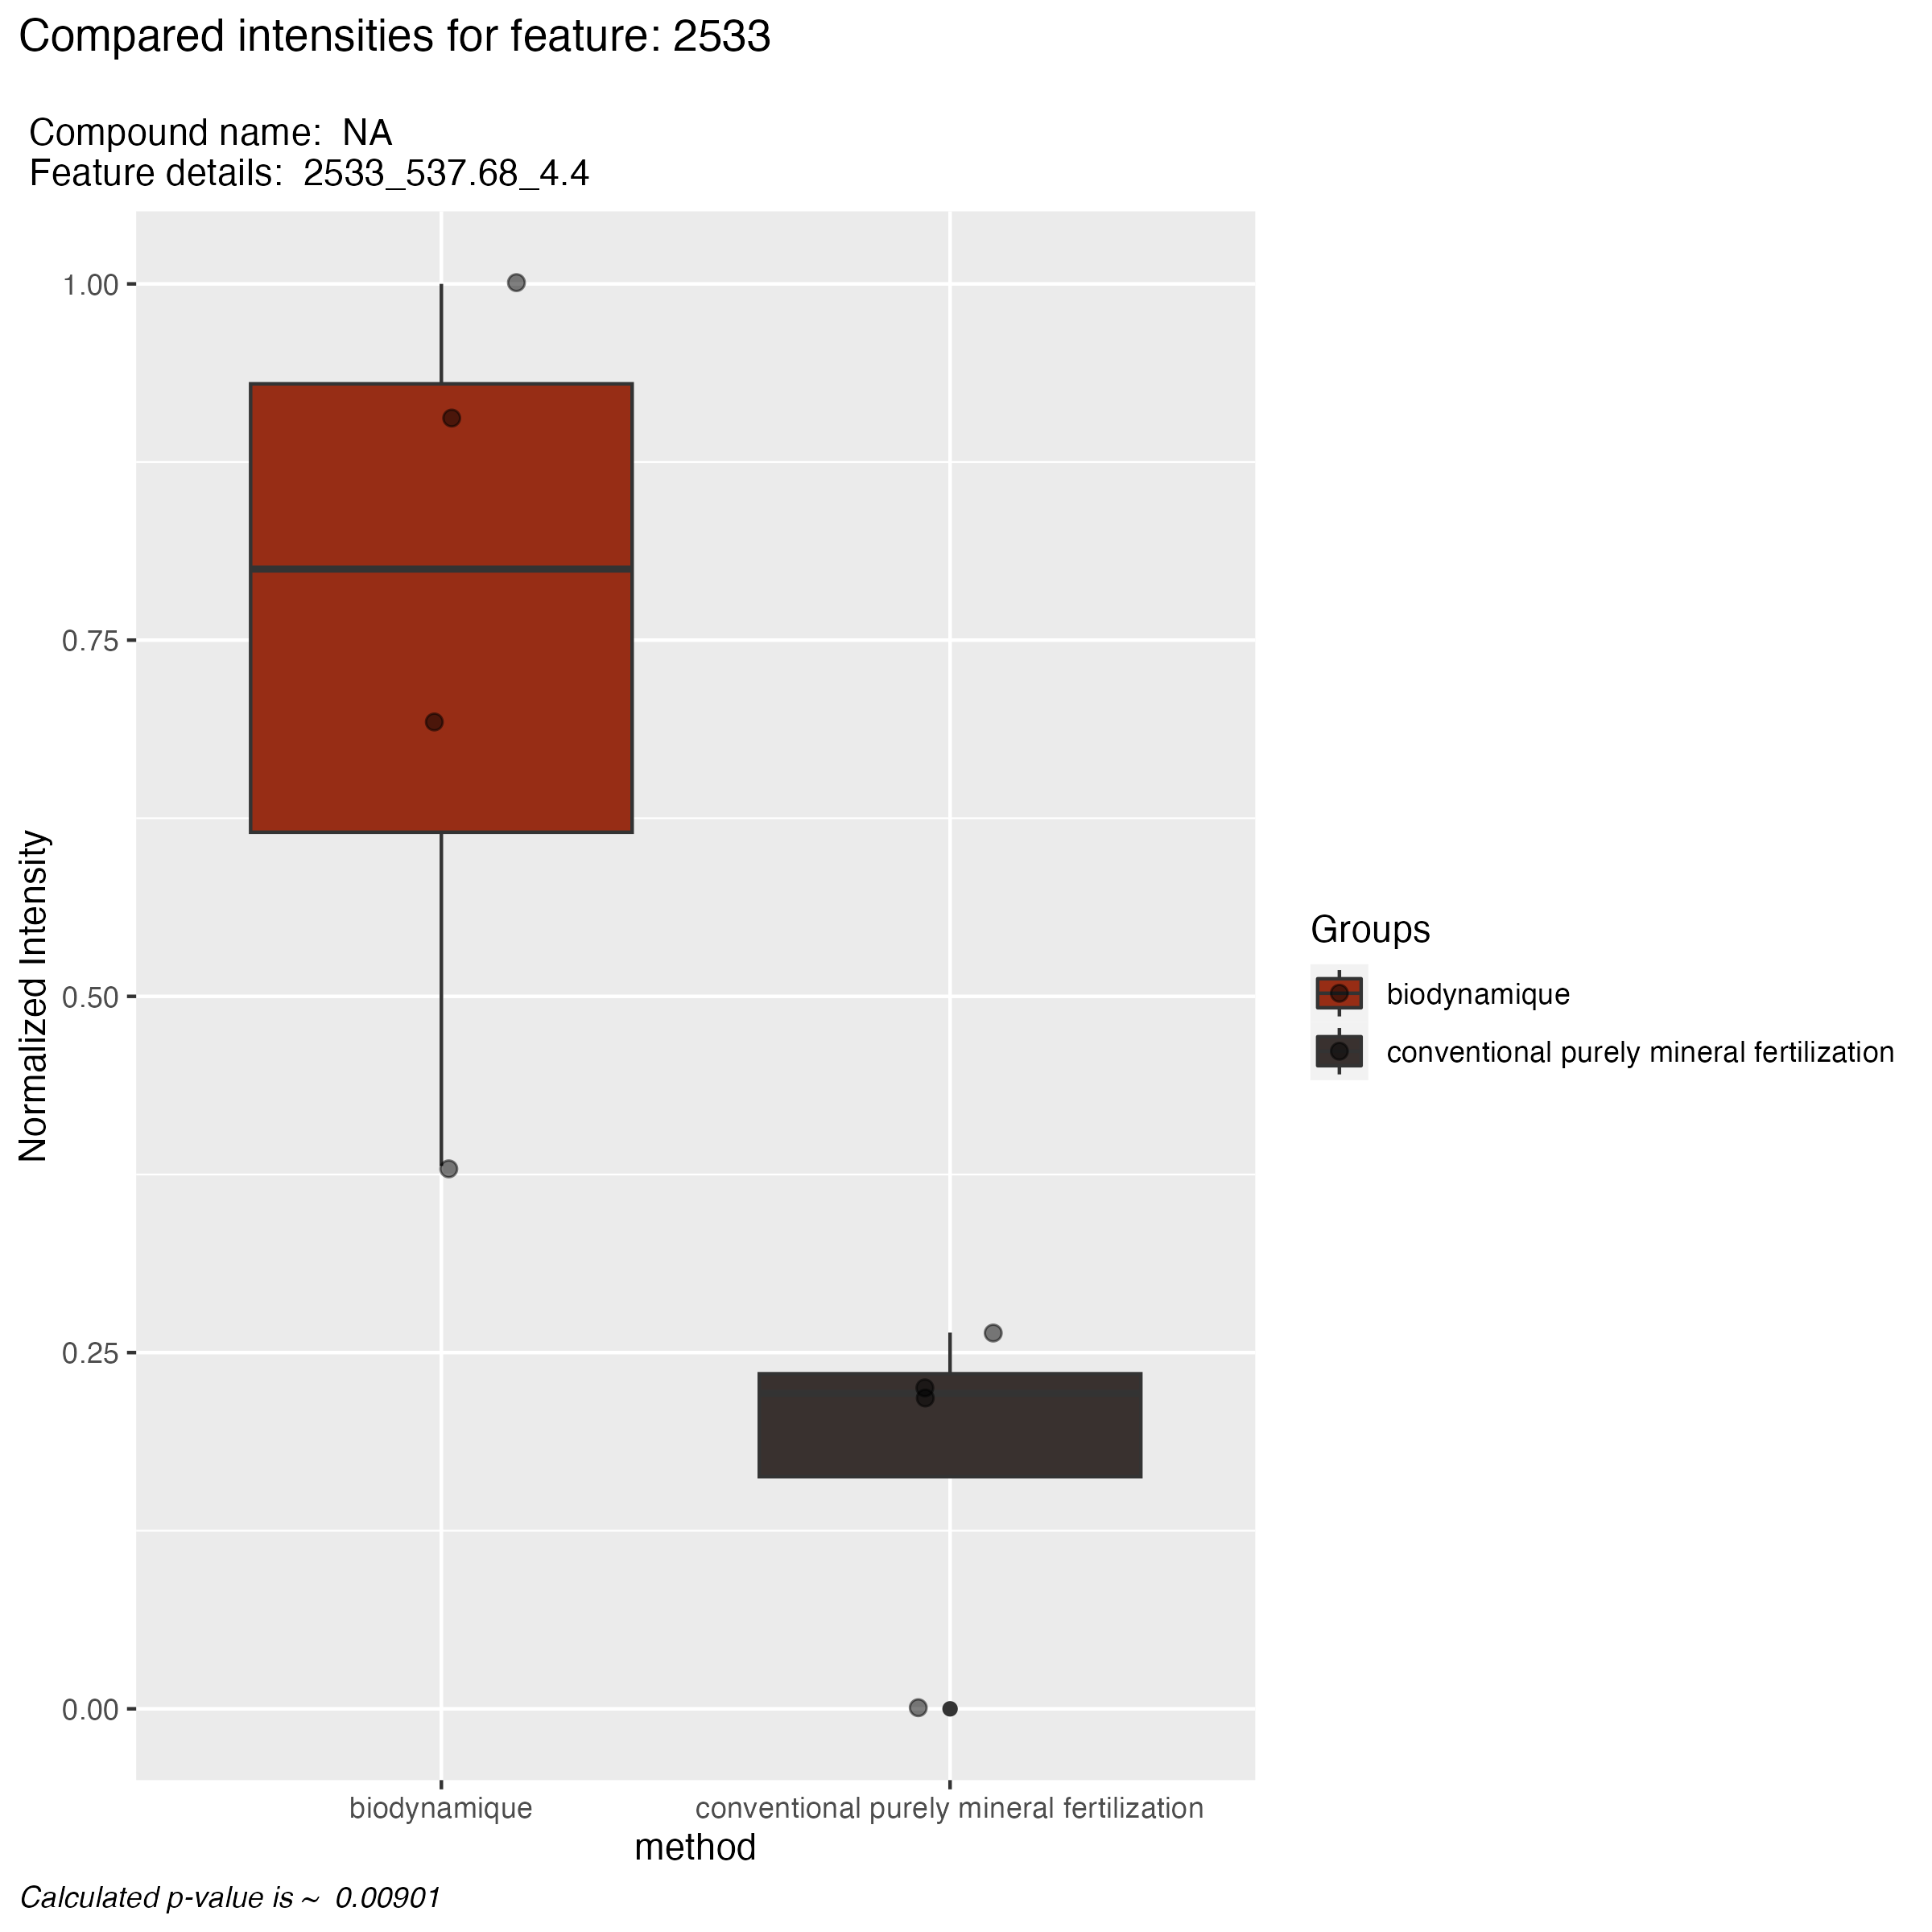 Compared intensities for feature: 2533
Compound name:  NA
Feature details:  2533_537.68_4.4
1.00
0.75
0.50
0.25
0.00
Normalized Intensity
biodynamique
conventional purely mineral fertilization
method
Groups
biodynamique
conventional purely mineral fertilization
Calculated p-value is ~  0.00901